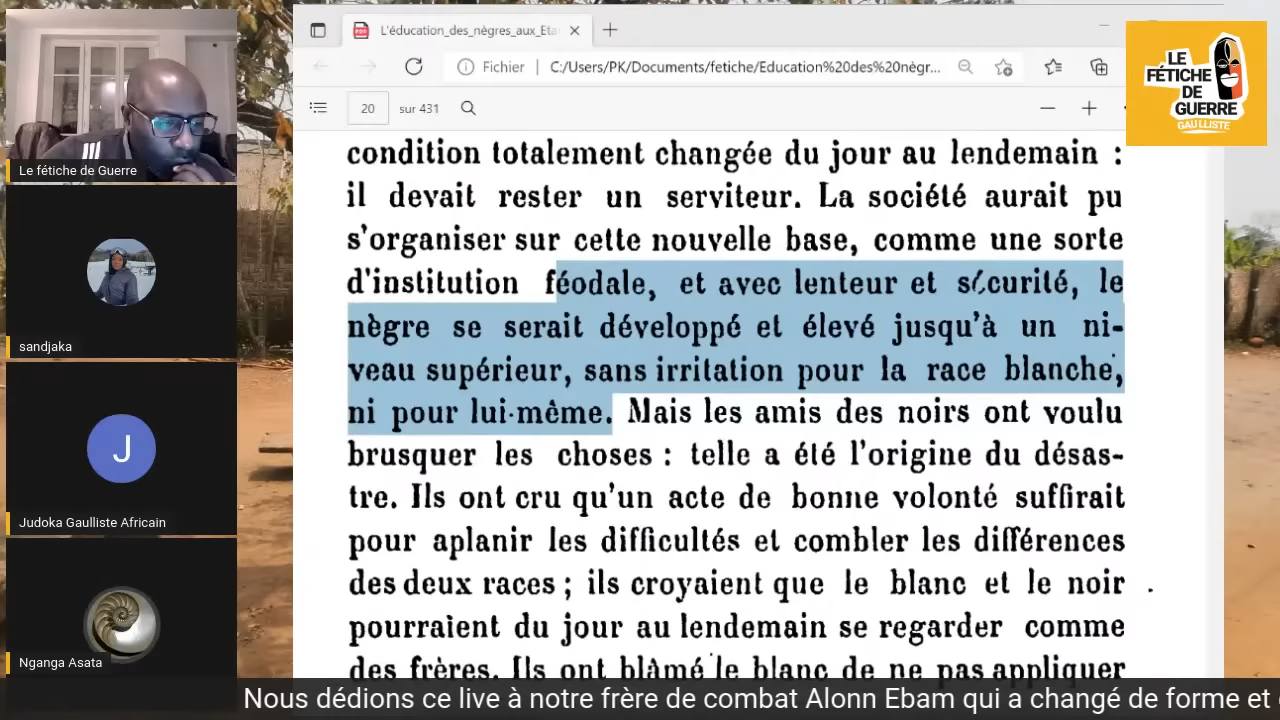 L'éducation_des_nègres_aux_Eta
Fichier
C:/Users/PK/Documents/fetiche/Education%20des%20nègr...
20 sur 431
LE
FÉTICHE
DE
GUERRE
GAULLISTE
Le fétiche de Guerre
sandjaka
J
Judoka Gaulliste Africain
Nganga Asata
condition totalement changée du jour au lendemain :
il devait rester un serviteur. La société aurait pu
s'organiser sur cette nouvelle base, comme une sorte
d'institution féodale, et avec lenteur et sécurité, le
nègre se serait développé et élevé jusqu'à un ni-
veau supérieur, sans irritation pour la race blanche,
ni pour lui-même. Mais les amis des noirs ont voulu
brusquer les choses : telle a été l'origine du désas-
tre. Ils ont cru qu'un acte de bonne volonté suffirait
pour aplanir les difficultés et combler les différences
des deux races ; ils croyaient que le blanc et le noir
pourraient du jour au lendemain se regarder comme
des frères. Ils ont blâmé le blanc de ne pas appliquer
Nous dédions ce live à notre frère de combat Alonn Ebam qui a changé de forme et